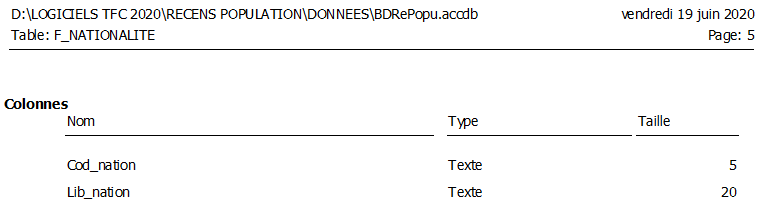 D:\LOGICIELS TFC 2020\RECENS POPULATION\DONNEES\BDRePopu.accdb vendredi 19 juin 2020
Table: F_NATIONALITE Page: 5
Colonnes
Nom Type Taille
Cod_nation Texte 5
Lib_nation Texte 20